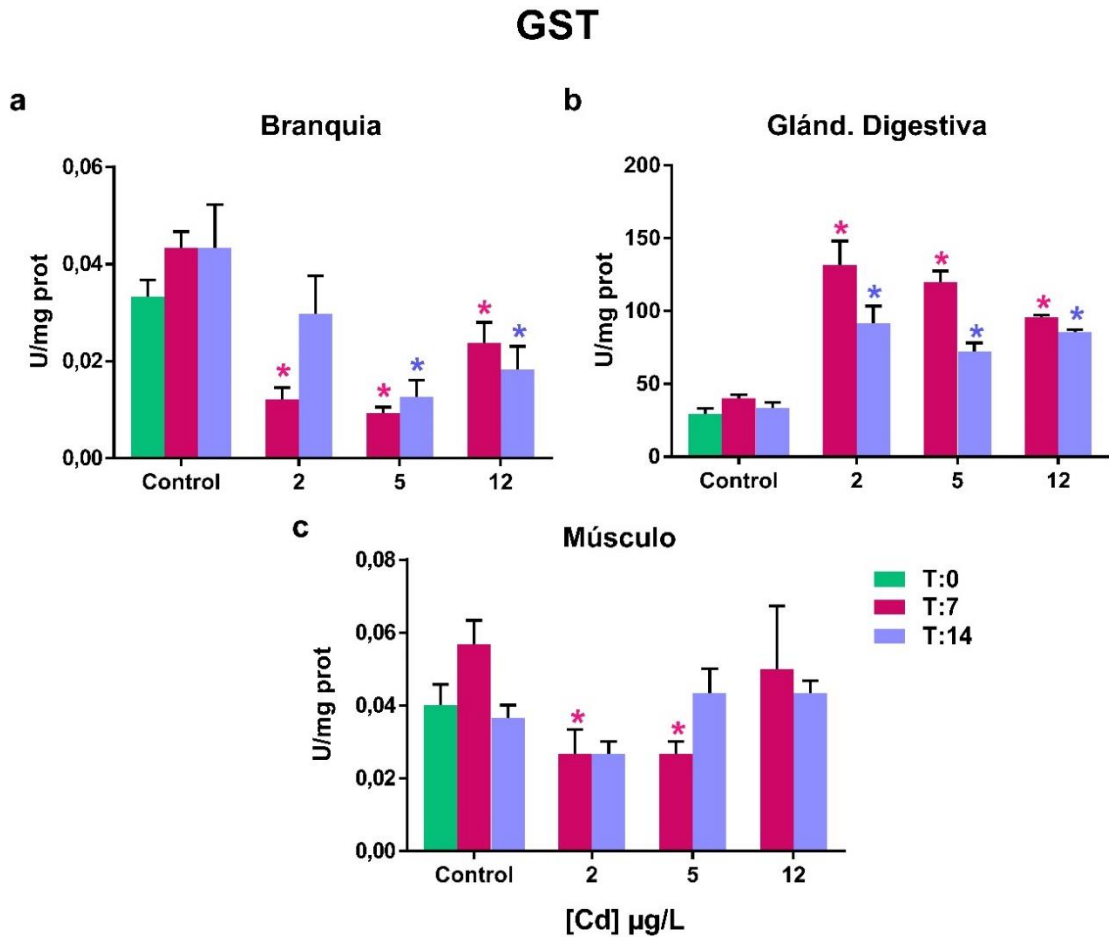 GST
a
Branquia
0,06
0,04
0,02
0,00
U/mg prot
*
*
*
*
*
Control 2 5 12
b
Glánd. Digestiva
200
150
100
50
0
U/mg prot
*
*
*
*
*
*
Control 2 5 12
c
Músculo
0,08
0,06
0,04
0,02
0,00
U/mg prot
*
*
Control 2 5 12
[Cd] µg/L
T:0
T:7
T:14